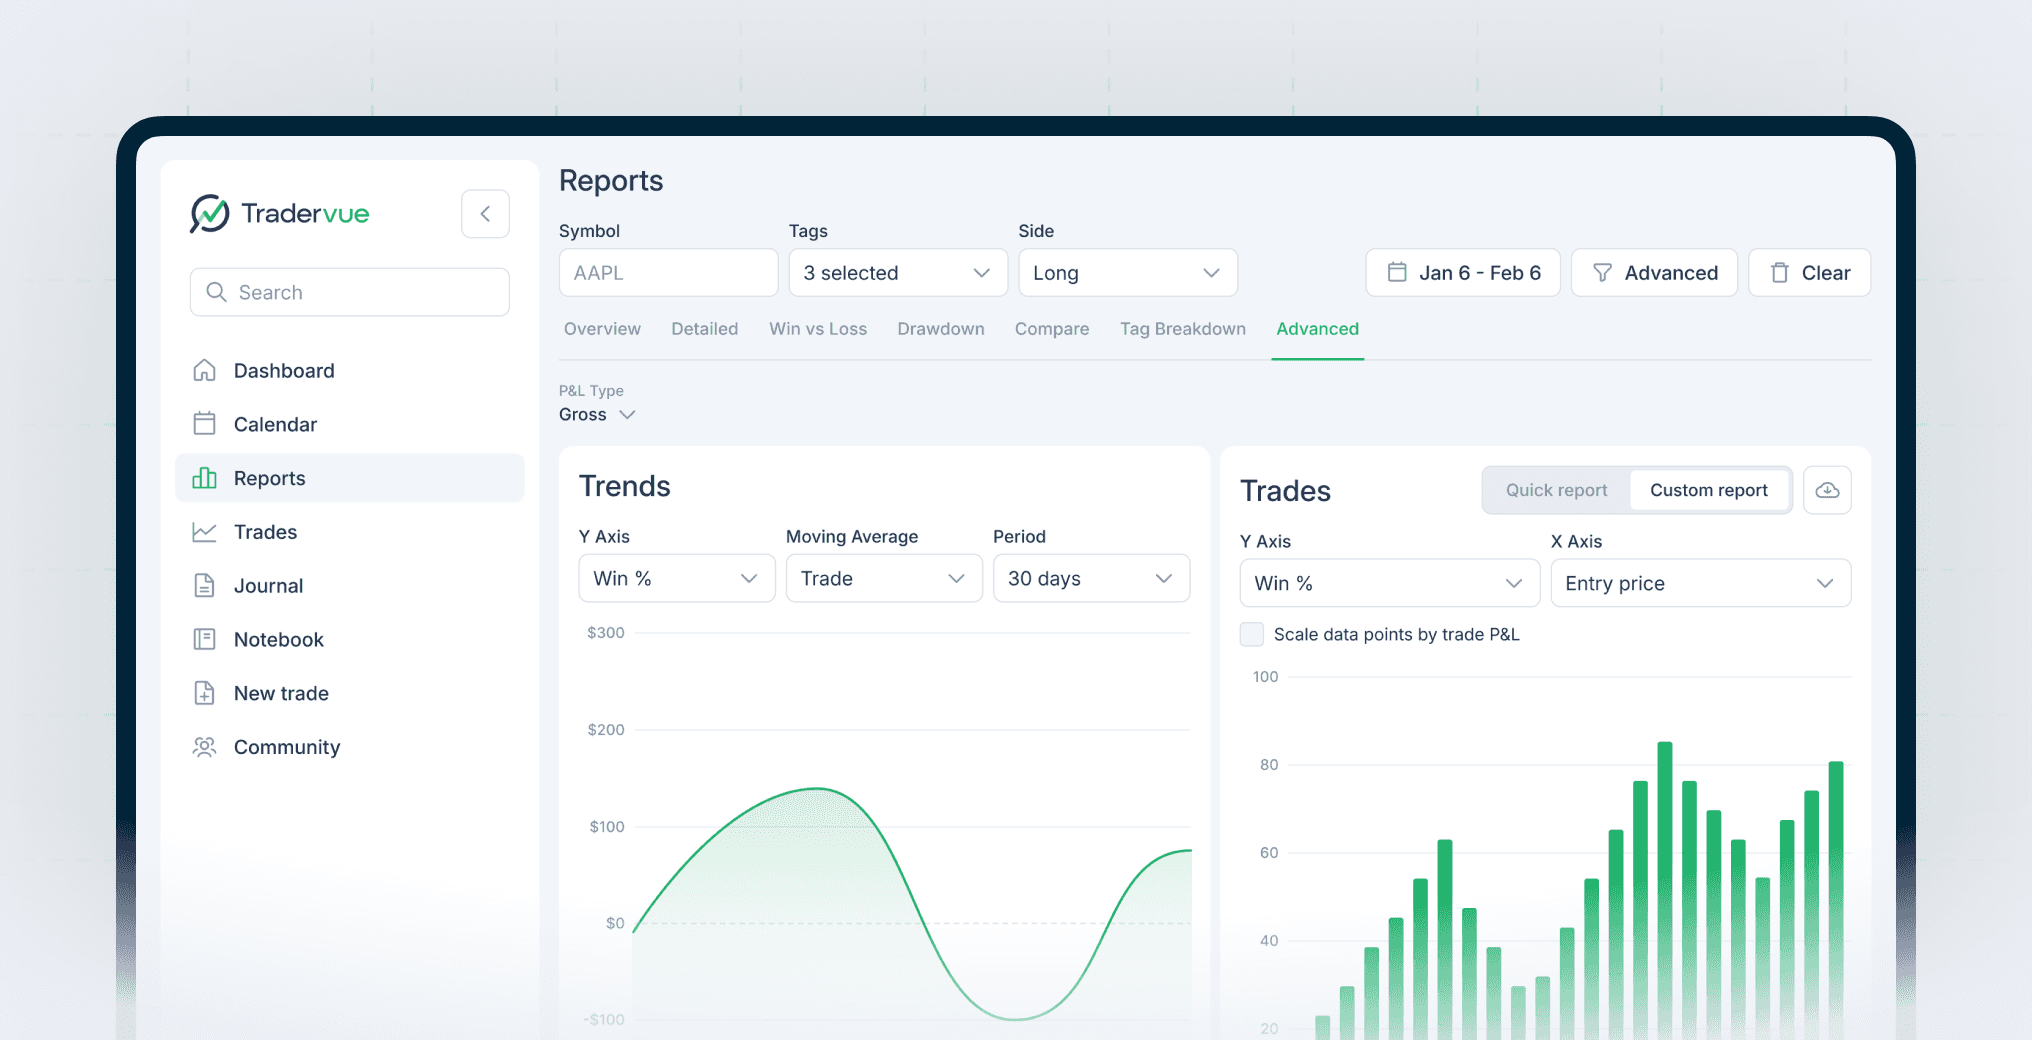 Tradervue
Search
Dashboard
Calendar
Reports
Trades
Journal
Notebook
New trade
Community
Reports
Symbol
AAPL
Tags
3 selected
Side
Long
Jan 6 - Feb 6
Advanced
Clear
Overview Detailed Win vs Loss Drawdown Compare Tag Breakdown Advanced
P&L Type
Gross
Trends
Y Axis
Win %
Moving Average
Trade
Period
30 days
$300
$200
$100
$0
-$100
Trades
Quick report Custom report
Y Axis
Win %
X Axis
Entry price
Scale data points by trade P&L
100
80
60
40
20